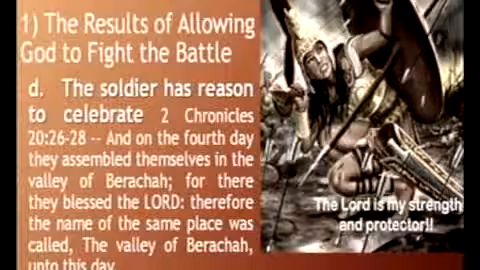 1) The Results of Allowing
God to Fight the Battle
d. The soldier has reason
to celebrate 2 Chronicles
20:26-28 -- And on the fourth day
they assembled themselves in the
valley of Berachah; for there
they blessed the LORD: therefore
the name of the same place was
called, The valley of Berachah,
unto this day
The Lord is my strength
and protector!!